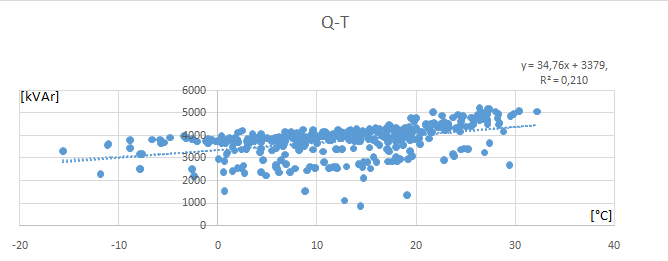 Q-T
y = 34,76x + 3379,
R² = 0,210
[kVAr]
6000
5000
4000
3000
2000
1000
0
[°C]
-20 -10 0 10 20 30 40